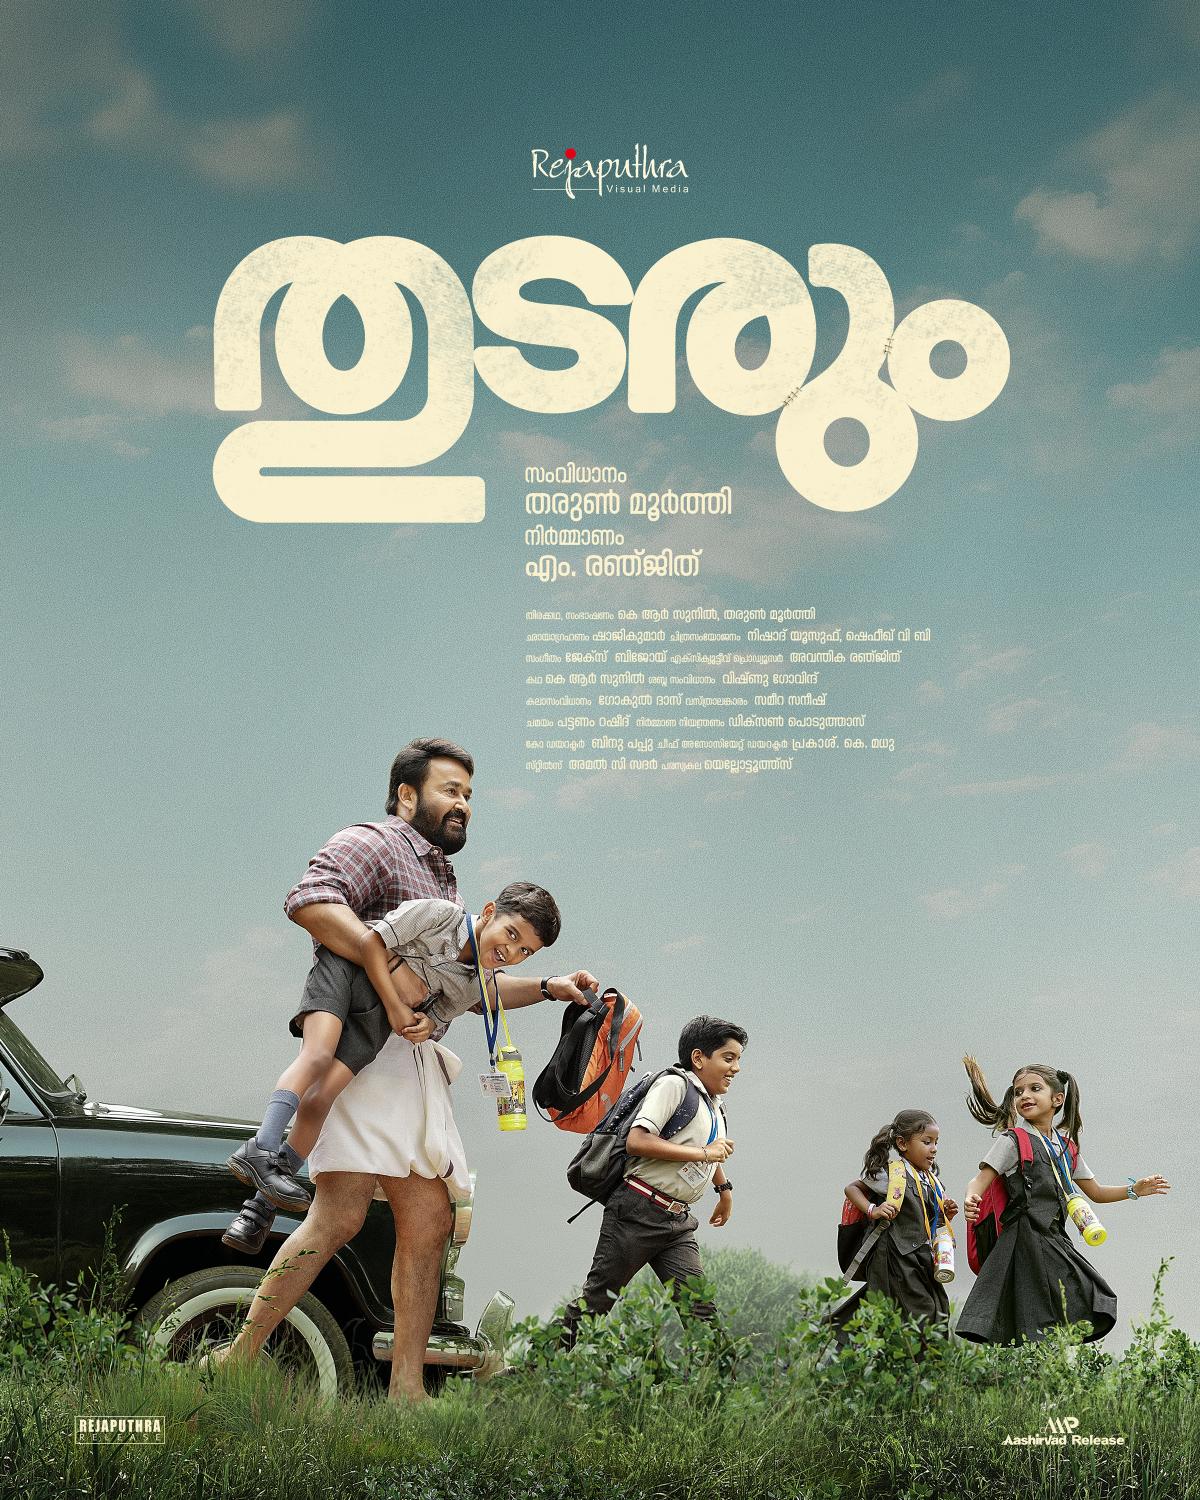 Rejaputhra
Visual Media
തുടരും
സംവിധാനം
തരുൺ മൂർത്തി
നിർമ്മാണം
എം. രഞ്ജിത്
തിരക്കഥ, സംഭാഷണം കെ ആർ സുനിൽ, തരുൺ മൂർത്തി
ഛായാഗ്രഹണം ഷാജികുമാർ ചിത്രസംയോജനം നിഷാദ് യൂസുഫ്, ഷെഫീഖ് വി ബി
സംഗീതം ജേക്സ് ബിജോയ് എക്സിക്യൂട്ടീവ് പ്രൊഡ്യൂസർ അവന്തിക രഞ്ജിത്
കഥ കെ ആർ സുനിൽ ശബ്ദ സംവിധാനം വിഷ്ണു ഗോവിന്ദ്
കലാസംവിധാനം ഗോകുൽ ദാസ് വസ്ത്രാലങ്കാരം സമീറ സനീഷ്
ചമയം പട്ടണം റഷീദ് നിർമ്മാണ നിയന്ത്രണം ഡിക്സൺ പൊടുത്താസ്
കോ ഡയറക്ടർ ബിനു പപ്പു ചീഫ് അസോസിയേറ്റ് ഡയറക്ടർ പ്രകാശ്. കെ. മധു
സ്റ്റിൽസ് അമൽ സി സദർ പരസ്യകല യെല്ലോടൂത്ത്സ്
REJAPUTHRA
RELEASE
Aashirvad Release